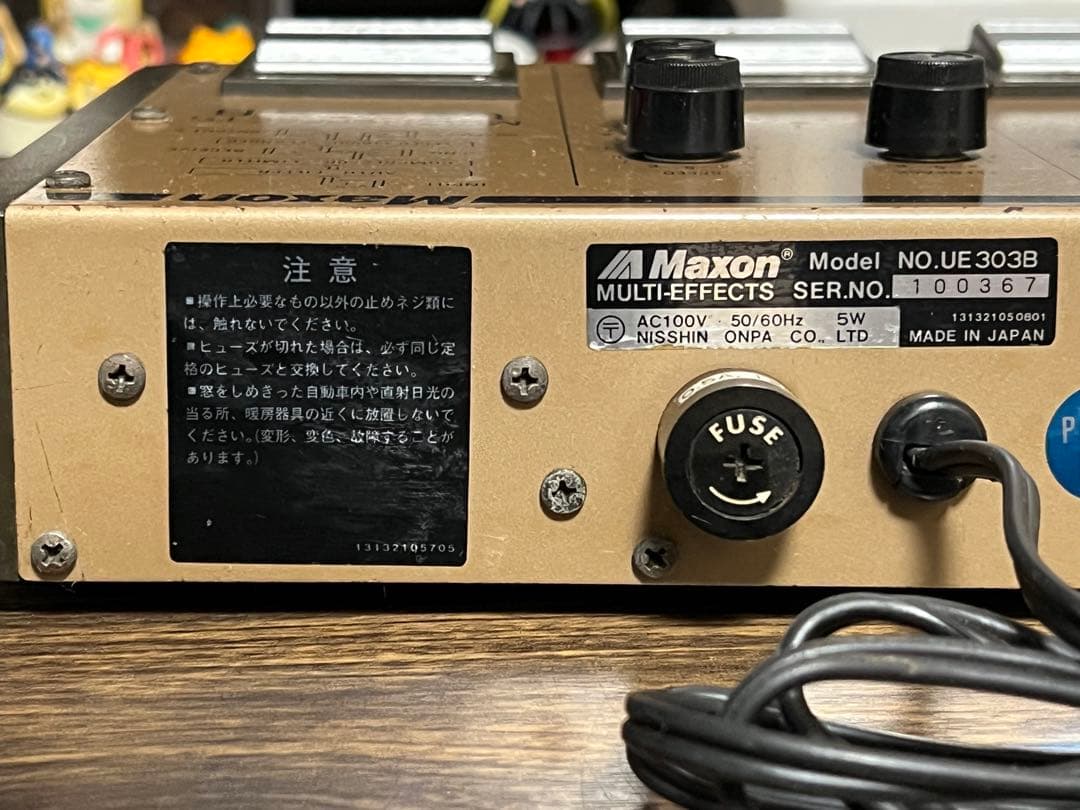 Maxon
注意
■操作上必要なもの以外の止めネジ類に
は、触れないでください。
■ヒューズが切れた場合は、必ず同じ定
格のヒューズと交換してください。
■窓をしめきった自動車内や直射日光の
当る所、暖房器具の近くに放置しないで
ください。(変形、変色、故障することが
あります。)
13132105705
Maxon® Model NO.UE303B
MULTI-EFFECTS SER.NO. 100367
AC100V · 50/60Hz 5W
NISSHIN ONPA CO., LTD
131321050801
MADE IN JAPAN
FUSE
P